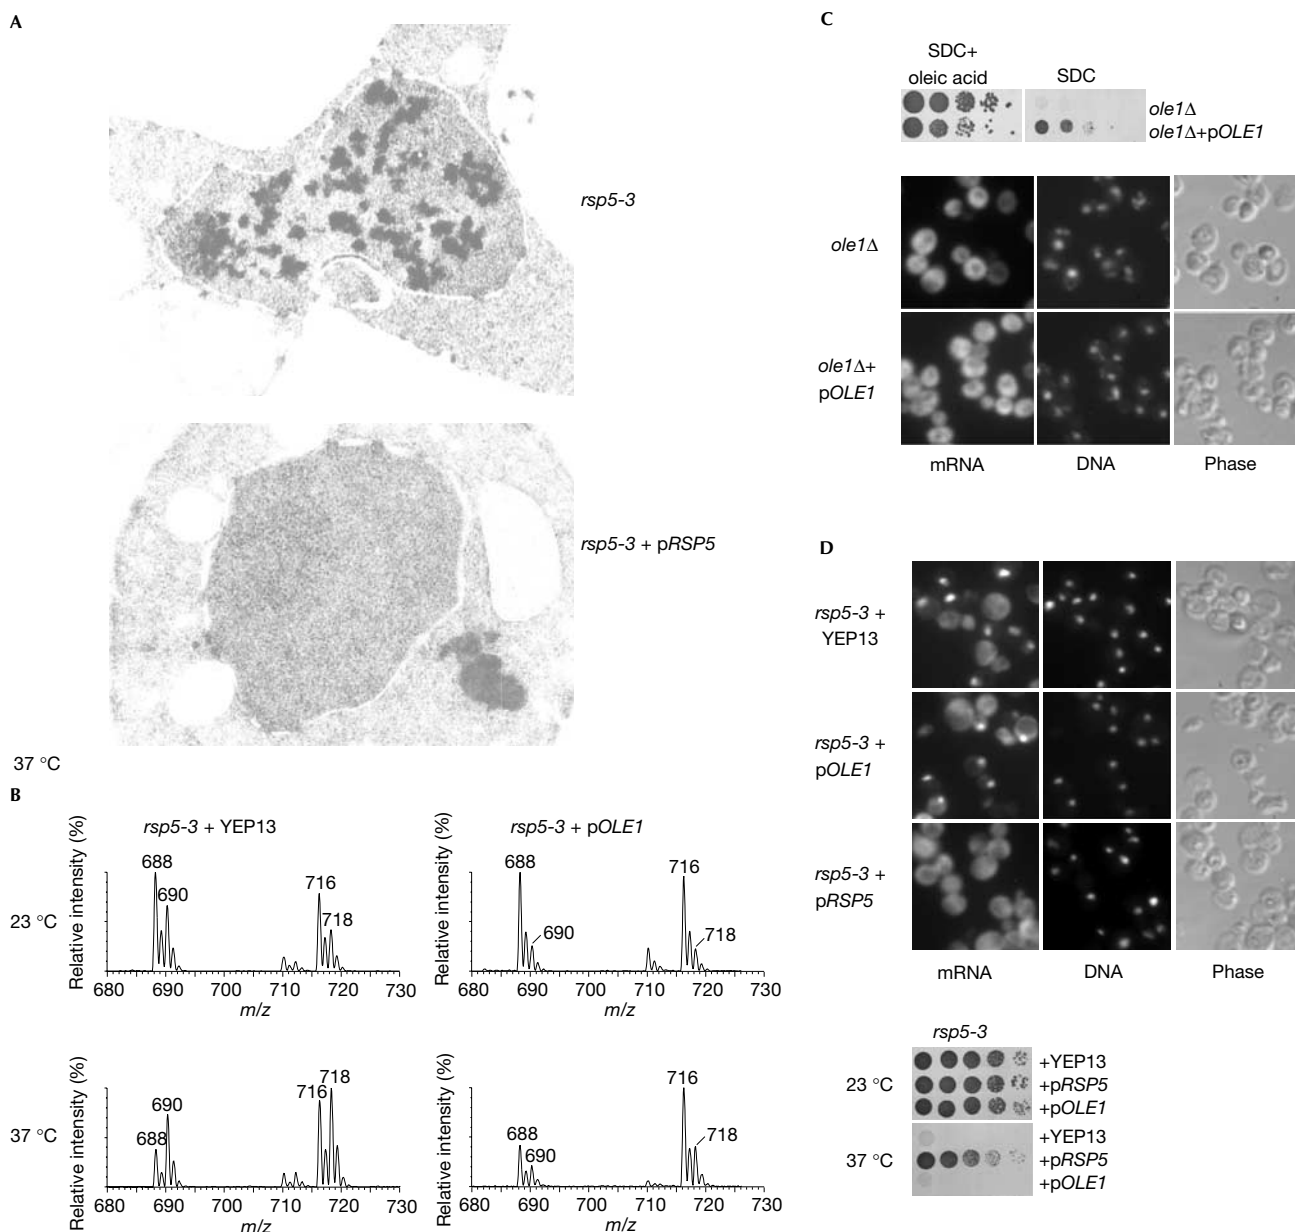 A
rsp5-3
rsp5-3 + pRSP5
37 °C
B
rsp5-3 + YEP13
rsp5-3 + pOLE1
23 °C
Relative intensity (%)
688
690
716
718
680 690 700 710 720 730
m/z
Relative intensity (%)
688
690
716
718
680 690 700 710 720 730
m/z
37 °C
Relative intensity (%)
688
690
716
718
680 690 700 710 720 730
m/z
Relative intensity (%)
688
690
716
718
680 690 700 710 720 730
m/z
C
SDC+
oleic acid
SDC
ole1Δ
ole1Δ+pOLE1
ole1Δ
ole1Δ+
pOLE1
mRNA DNA Phase
D
rsp5-3 +
YEP13
rsp5-3 +
pOLE1
rsp5-3 +
pRSP5
mRNA DNA Phase
rsp5-3
23 °C
+YEP13
+pRSP5
+pOLE1
37 °C
+YEP13
+pRSP5
+pOLE1